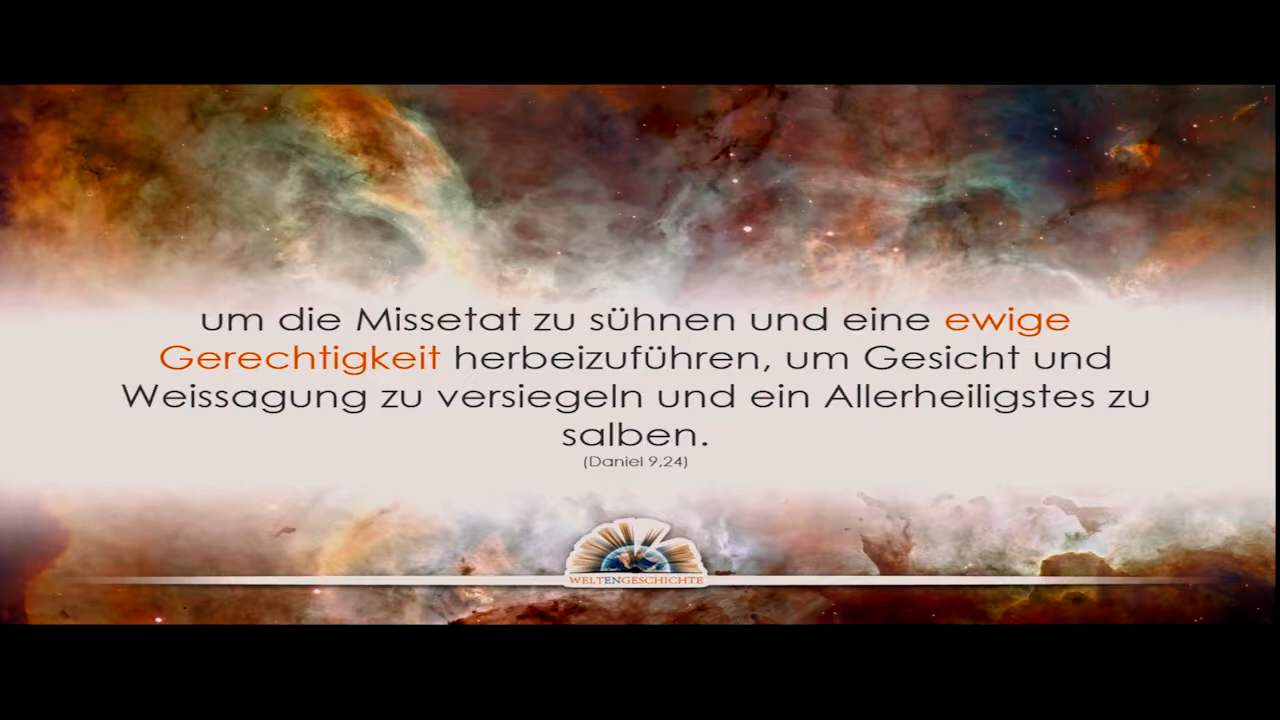 um die Missetat zu sühnen und eine ewige
Gerechtigkeit herbeizuführen, um Gesicht und
Weissagung zu versiegeln und ein Allerheiligstes zu
salben.
(Daniel 9,24)
WELTENGESCHICHTE